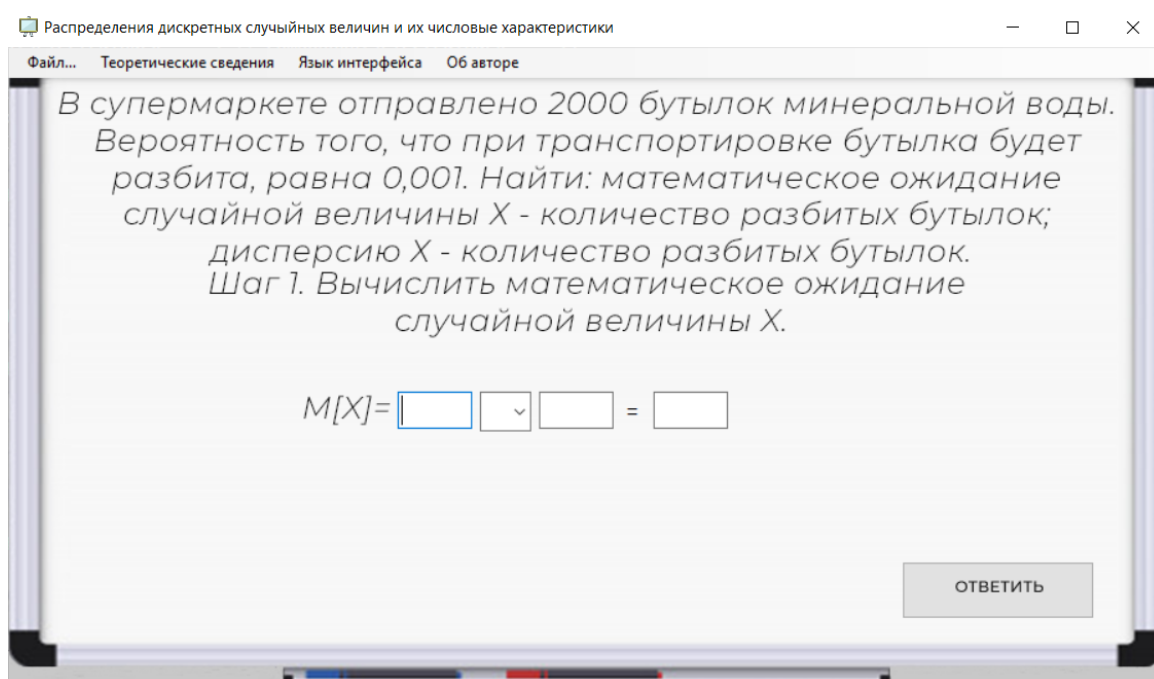 Распределения дискретных случыйных величин и их числовые характеристики
Файл... Теоретические сведения Язык интерфейса Об авторе
В супермаркете отправлено 2000 бутылок минеральной воды.
Вероятность того, что при транспортировке бутылка будет
разбита, равна 0,001. Найти: математическое ожидание
случайной величины X - количество разбитых бутылок;
дисперсию X - количество разбитых бутылок.
Шаг 1. Вычислить математическое ожидание
случайной величины X.
M[X]= =
ОТВЕТИТЬ